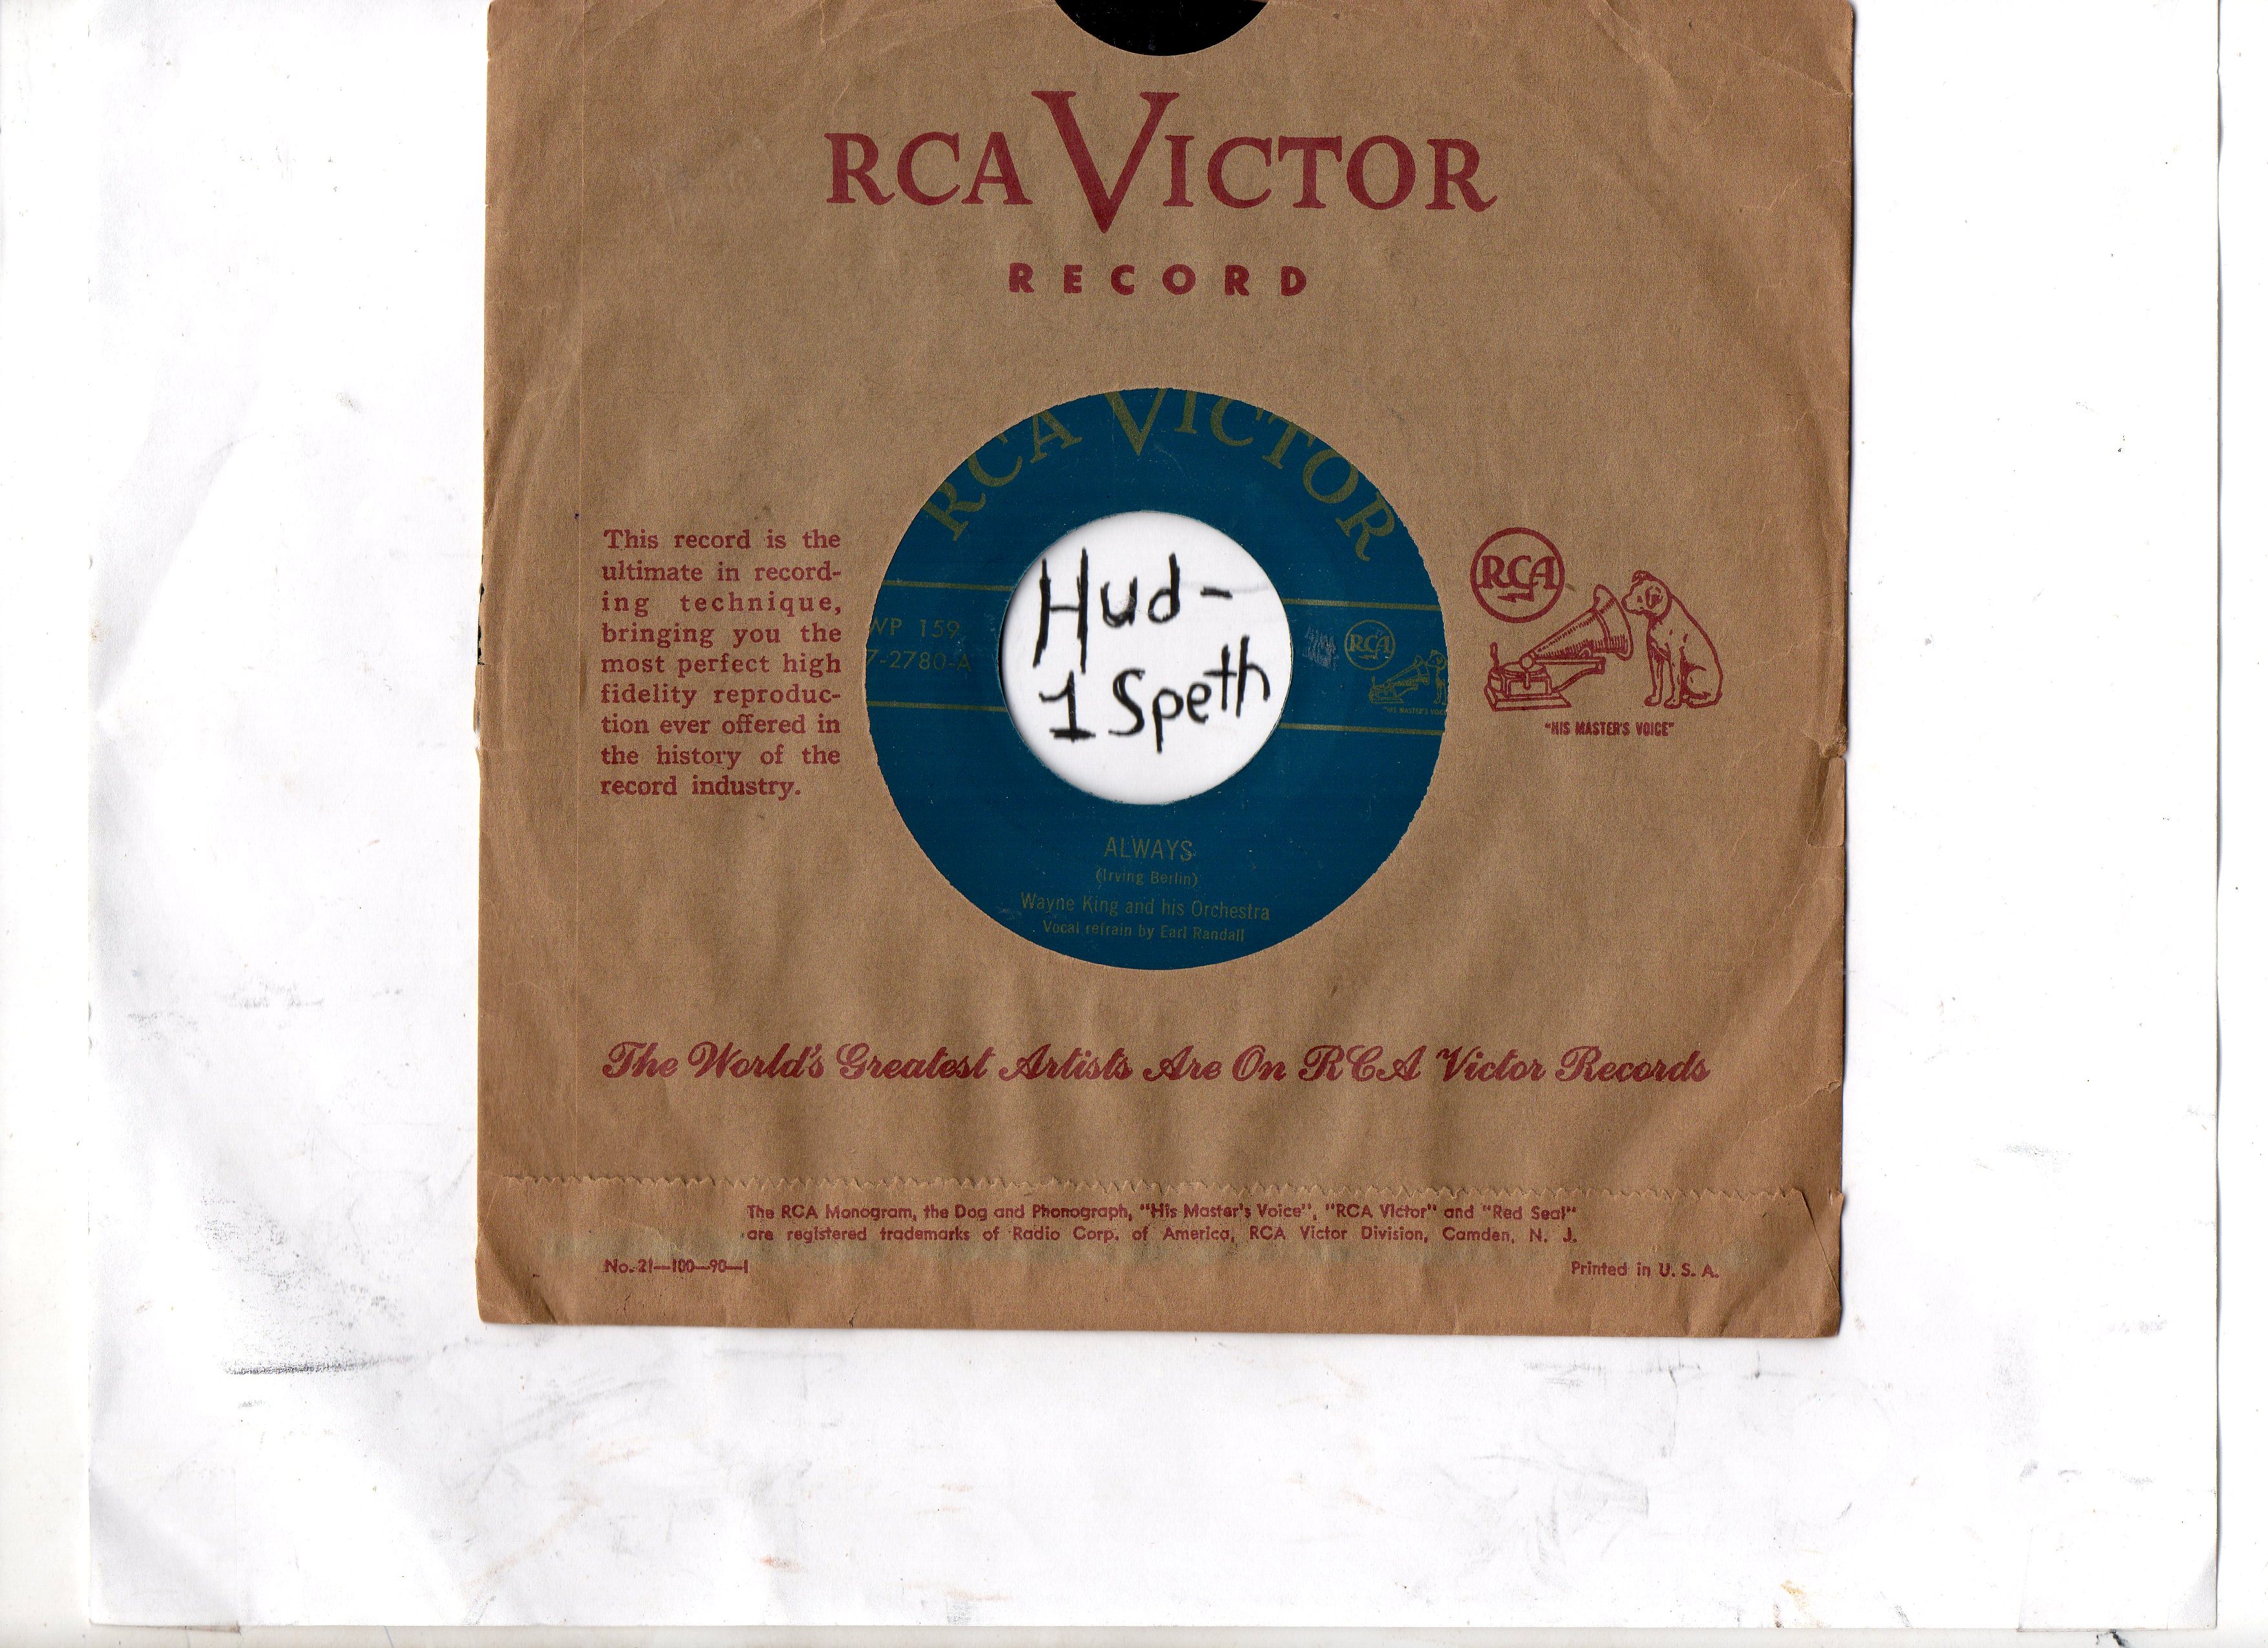 RCA VICTOR
RECORD
This record is the
ultimate in record-
ing technique,
bringing you the
most perfect high
fidelity reproduc-
tion ever offered in
the history of the
record industry.
RCA VICTOR
WP 159
7-2780-A
Hud-
1 Speth
RCA
"HIS MASTER'S VOICE"
ALWAYS
(Irving Berlin)
Wayne King and his Orchestra
Vocal refrain by Earl Randall
RCA
"HIS MASTER'S VOICE"
The World's Greatest Artists Are On RCA Victor Records
The RCA Monogram, the Dog and Phonograph, "His Master's Voice", "RCA Victor" and "Red Seal"
are registered trademarks of Radio Corp. of America, RCA Victor Division, Camden, N. J.
No. 21—100—90—1
Printed in U. S. A.